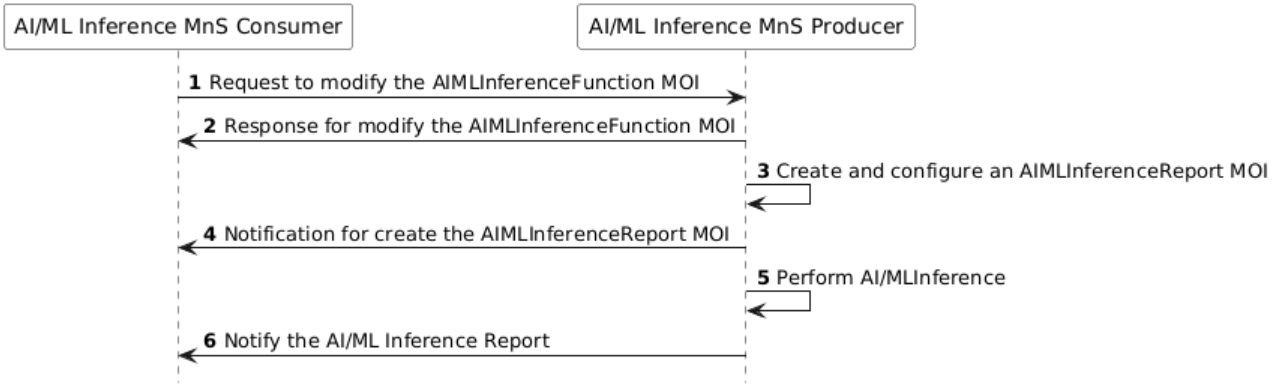 AI/ML Inference MnS Consumer
AI/ML Inference MnS Producer
1 Request to modify the AIMLInferenceFunction MOI
2 Response for modify the AIMLInferenceFunction MOI
3 Create and configure an AIMLInferenceReport MOI
4 Notification for create the AIMLInferenceReport MOI
5 Perform AI/MLInference
6 Notify the AI/ML Inference Report